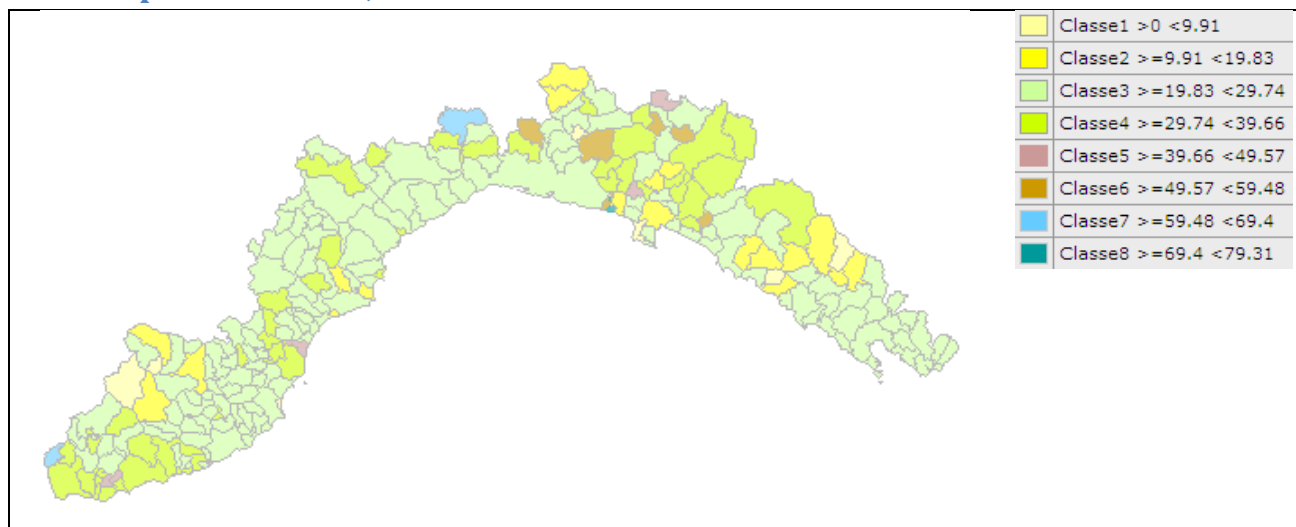 Classe1 >0 <9.91
Classe2 >=9.91 <19.83
Classe3 >=19.83 <29.74
Classe4 >=29.74 <39.66
Classe5 >=39.66 <49.57
Classe6 >=49.57 <59.48
Classe7 >=59.48 <69.4
Classe8 >=69.4 <79.31